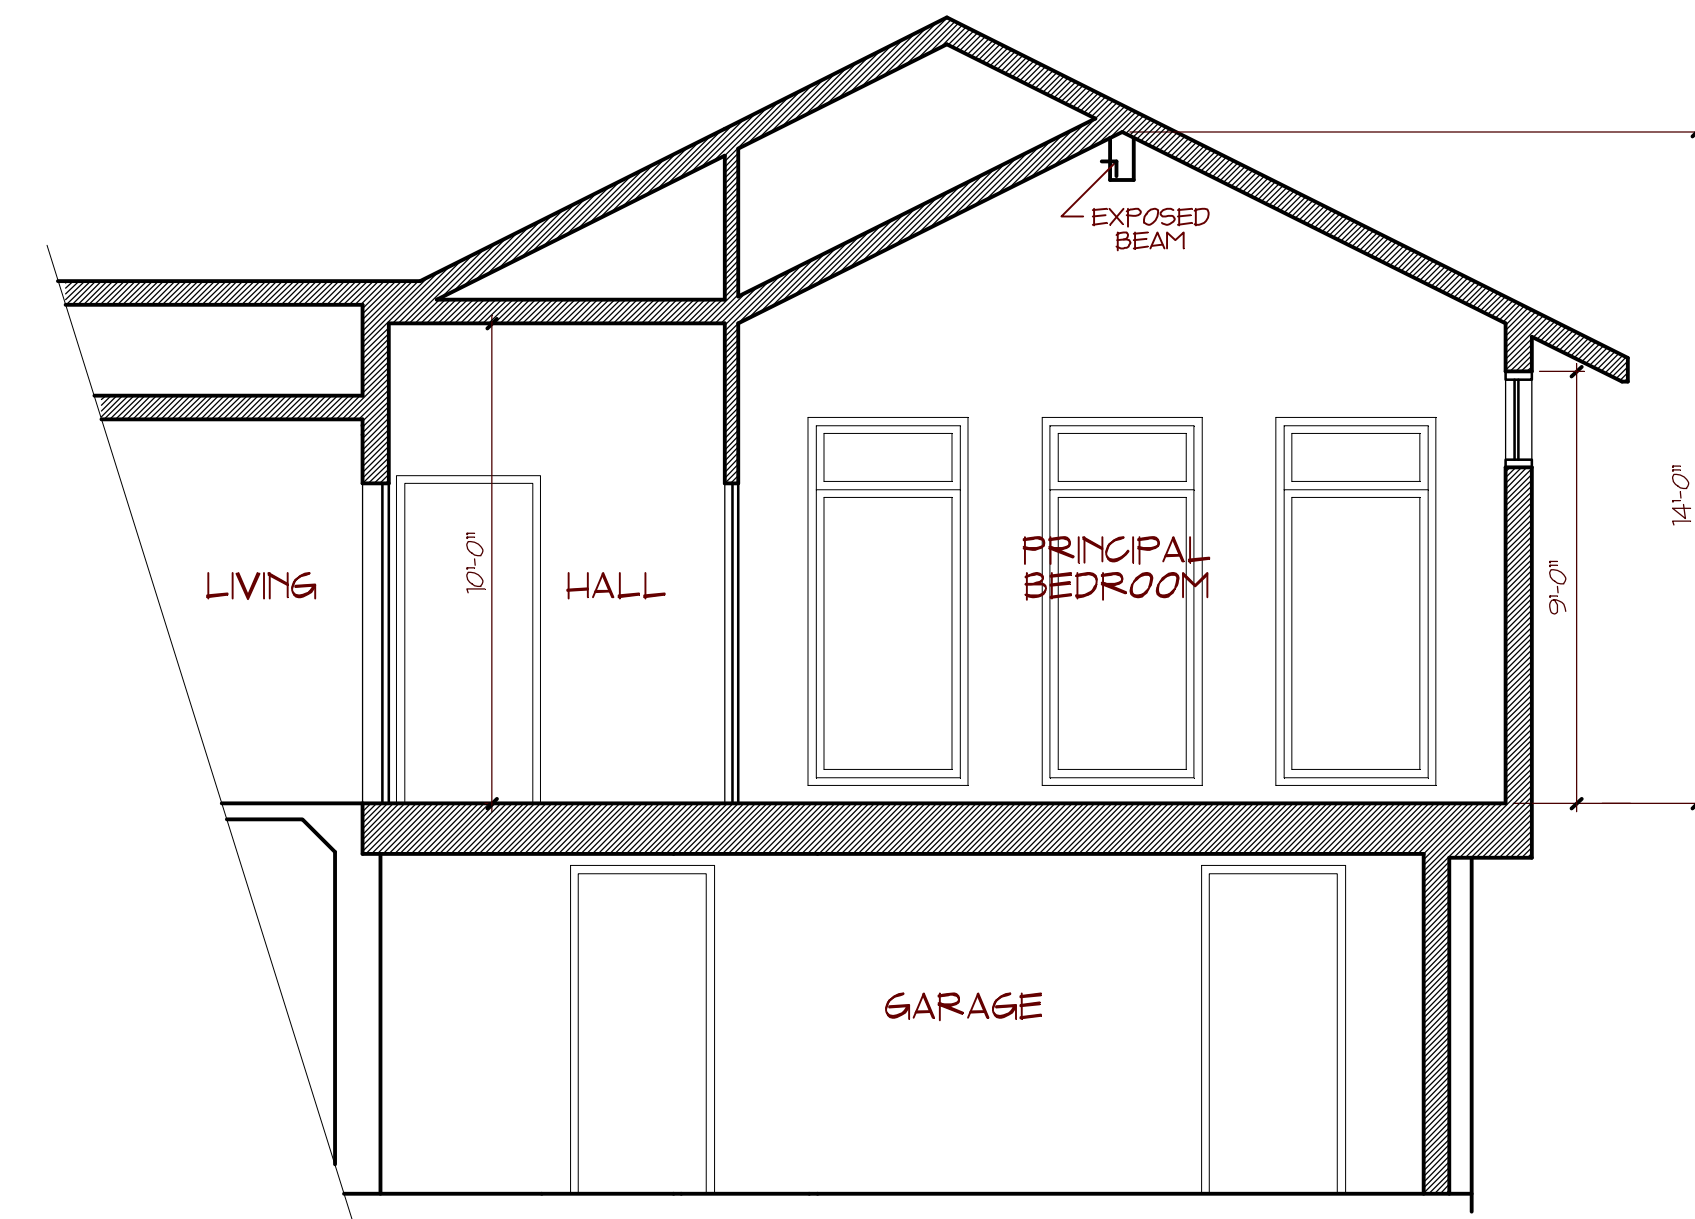 EXPOSED
BEAM
14'-0"
10'-0"
9'-0"
LIVING
HALL
PRINCIPAL
BEDROOM
GARAGE